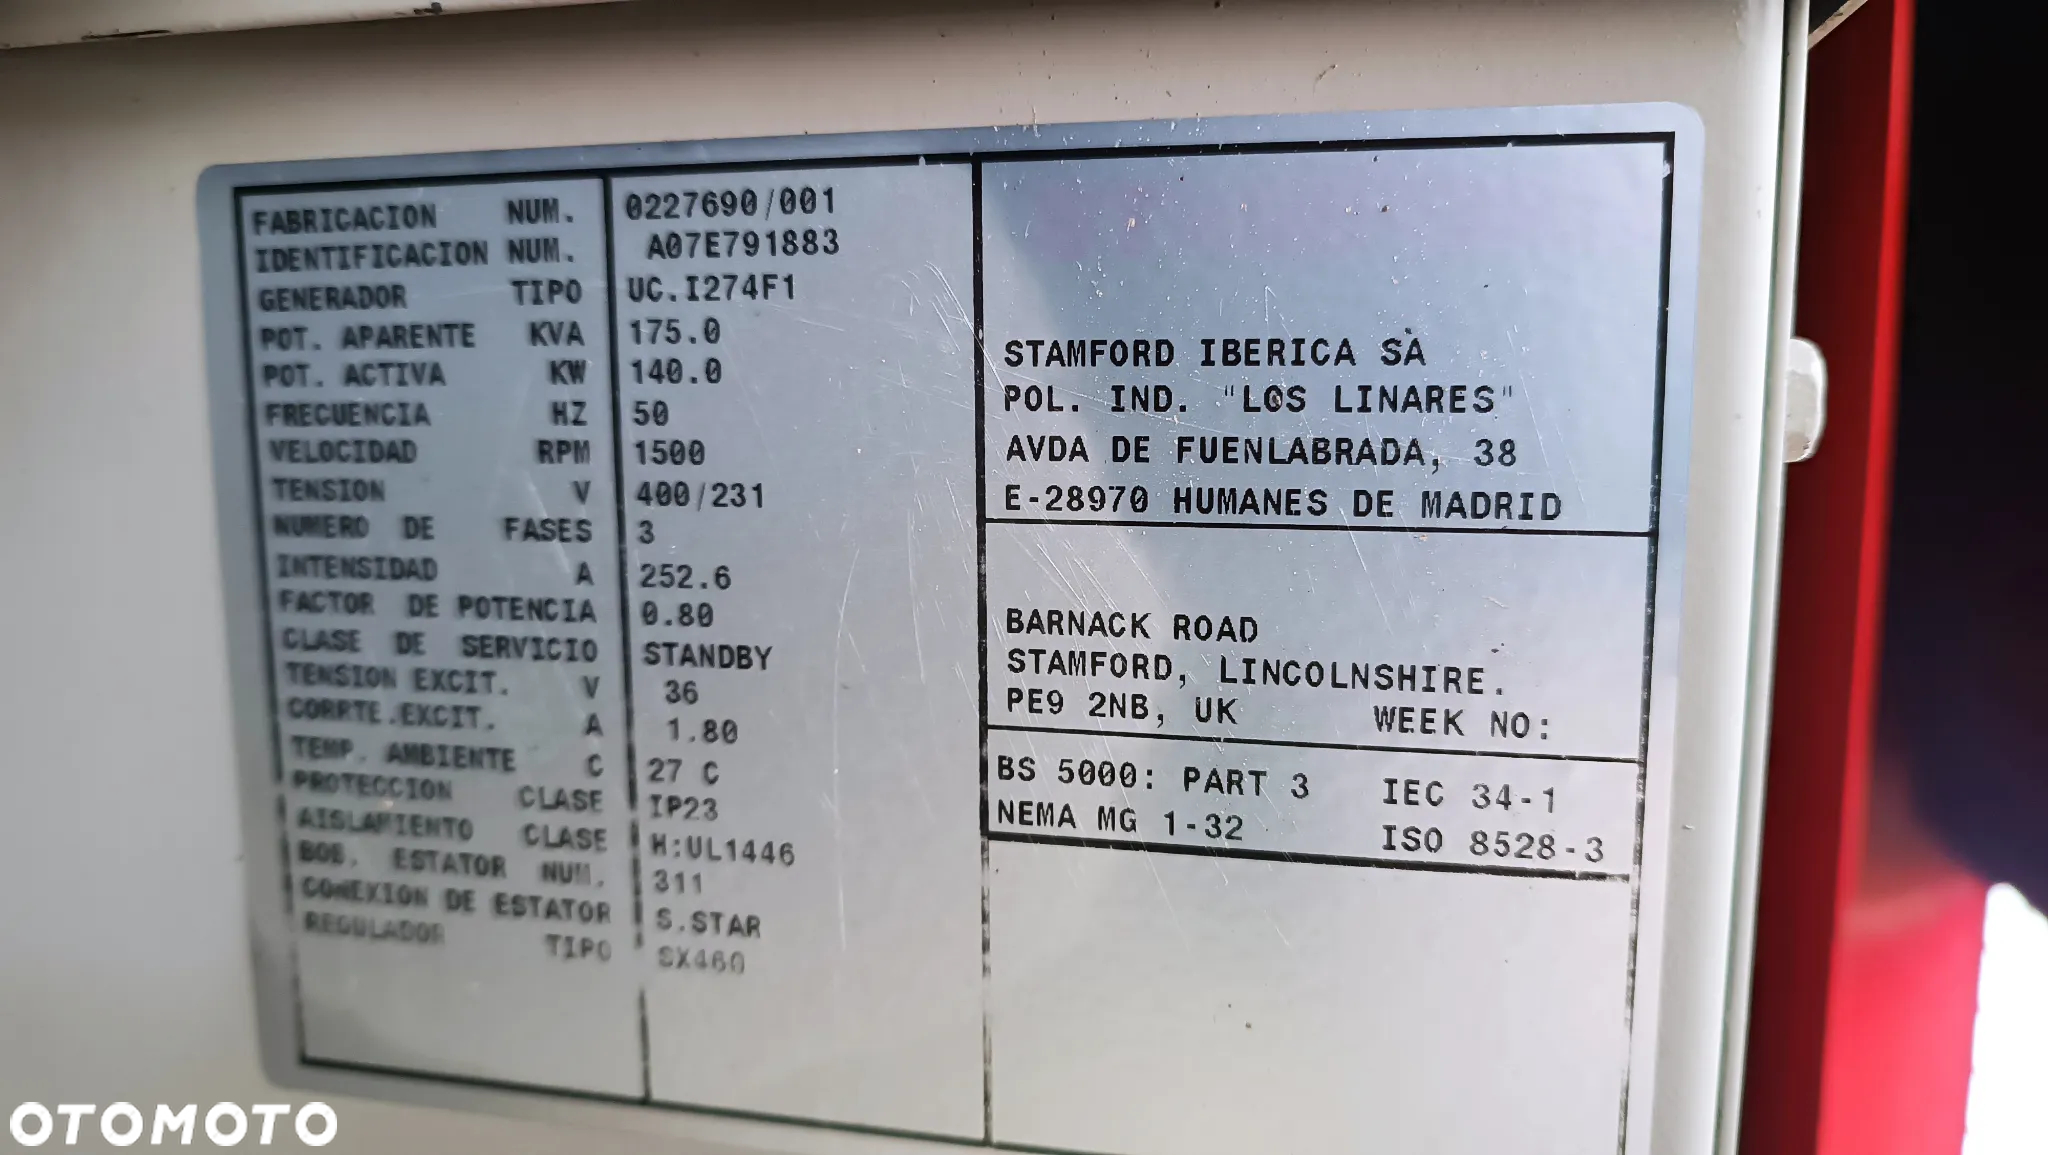 FABRICACION NUM. 0227690/001
IDENTIFICACION NUM. A07E791883
GENERADOR TIPO UC.I274F1
POT. APARENTE KVA 175.0
POT. ACTIVA KW 140.0
FRECUENCIA HZ 50
VELOCIDAD RPM 1500
TENSION V 400/231
NUMERO DE FASES 3
INTENSIDAD A 252.6
FACTOR DE POTENCIA 0.80
CLASE DE SERVICIO STANDBY
TENSION EXCIT. V 36
CORRTE.EXCIT. A 1.80
TEMP. AMBIENTE C 27 C
PROTECCION CLASE IP23
AISLAMIENTO CLASE H:UL1446
BOB. ESTATOR NUM. 311
CONEXION DE ESTATOR S.STAR
REGULADOR TIPO SX460
STAMFORD IBERICA SA
POL. IND. "LOS LINARES"
AVDA DE FUENLABRADA, 38
E-28970 HUMANES DE MADRID
BARNACK ROAD
STAMFORD, LINCOLNSHIRE.
PE9 2NB, UK WEEK NO:
BS 5000: PART 3 IEC 34-1
NEMA MG 1-32 ISO 8528-3
OTOMOTO